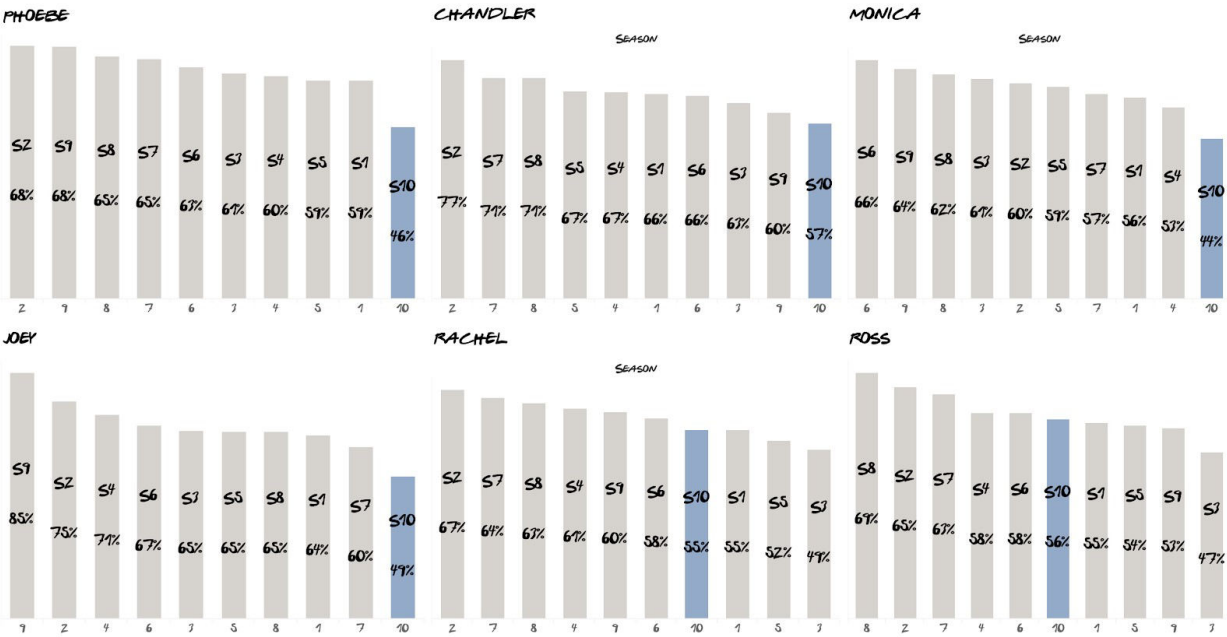 PHOEBE
CHANDLER
MONICA
SEASON
SEASON
S2 S9 S8 S7 S6 S3 S4 S5 S1 S10
68% 68% 65% 65% 63% 61% 60% 59% 59% 46%
2 9 8 7 6 3 4 5 1 10
S2 S7 S8 S5 S4 S1 S6 S3 S9 S10
77% 71% 71% 67% 67% 66% 66% 63% 60% 57%
2 7 8 5 4 1 6 3 9 10
S6 S9 S8 S3 S2 S5 S7 S1 S4 S10
66% 64% 62% 61% 60% 59% 57% 56% 53% 44%
6 9 8 3 2 5 7 1 4 10
JOEY
RACHEL
ROSS
SEASON
S9 S2 S4 S6 S3 S5 S8 S1 S7 S10
85% 75% 71% 67% 65% 65% 65% 64% 60% 49%
9 2 4 6 3 5 8 1 7 10
S2 S7 S8 S4 S9 S6 S10 S1 S5 S3
67% 64% 63% 61% 60% 58% 55% 55% 52% 49%
2 7 8 4 9 6 10 1 5 3
S8 S2 S7 S4 S6 S10 S1 S5 S9 S3
69% 65% 63% 58% 58% 56% 55% 54% 53% 47%
8 2 7 4 6 10 1 5 9 3